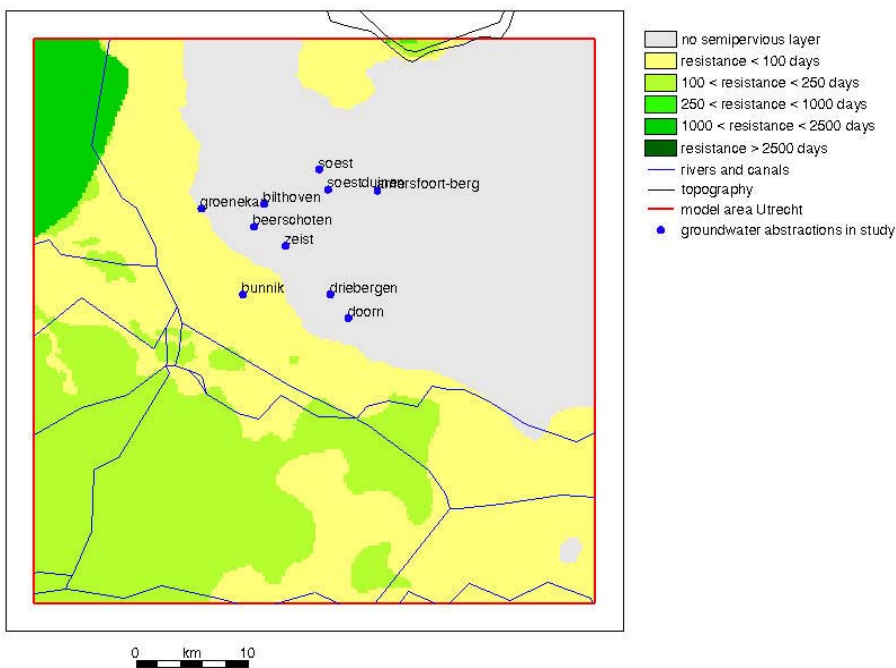 no semipervious layer
resistance < 100 days
100 < resistance < 250 days
250 < resistance < 1000 days
1000 < resistance < 2500 days
resistance > 2500 days
rivers and canals
topography
model area Utrecht
groundwater abstractions in study
soest
soestduinen
amersfoort-berg
groenekan
bilthoven
beerschoten
zeist
bunnik
driebergen
doorn
0 km 10